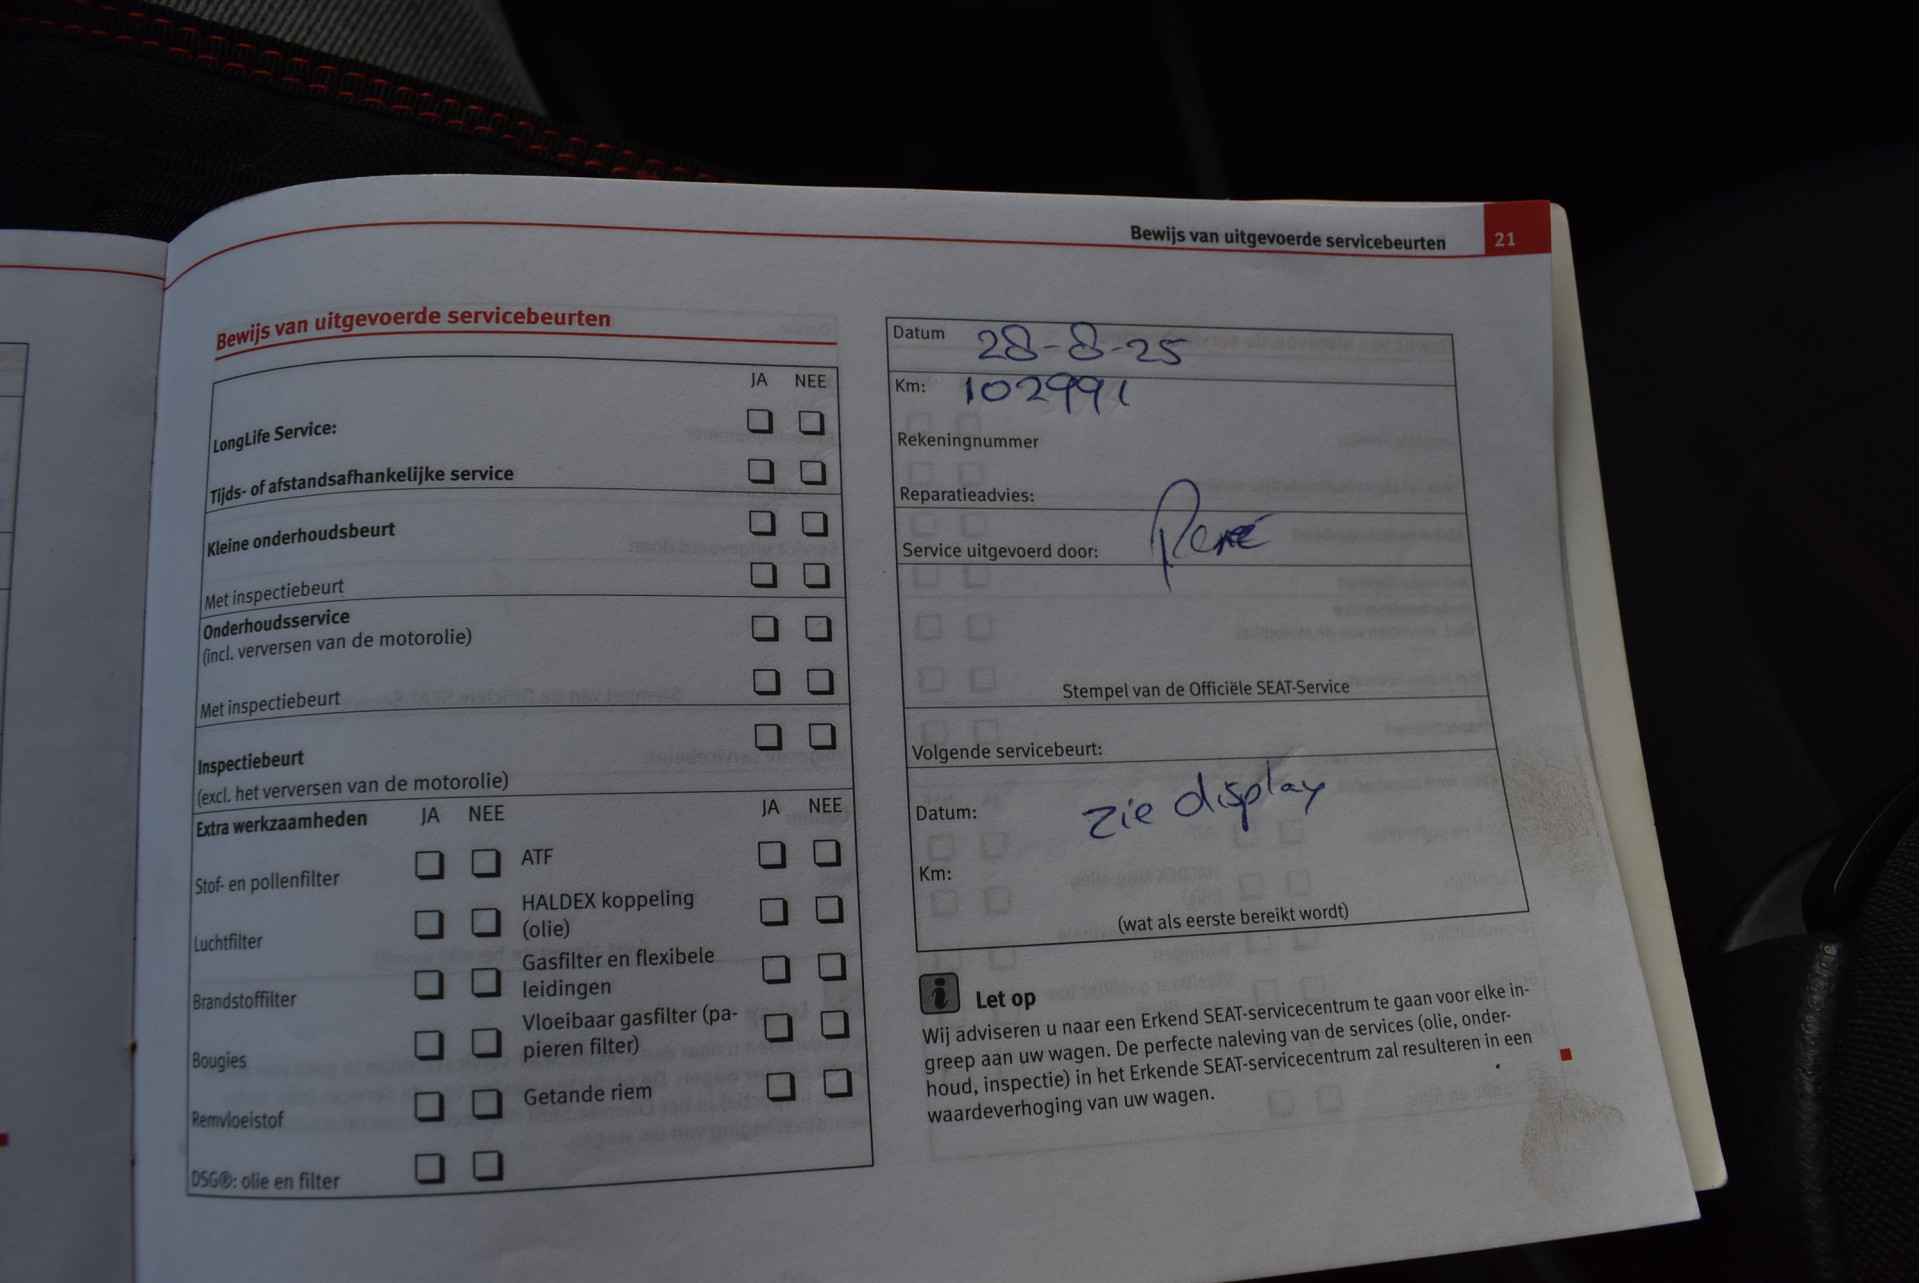 Bewijs van uitgevoerde servicebeurten 21
Bewijs van uitgevoerde servicebeurten
JA NEE
LongLife Service:
Tijds- of afstandsafhankelijke service
Kleine onderhoudsbeurt
Met inspectiebeurt
Onderhoudsservice
(incl. verversen van de motorolie)
Met inspectiebeurt
Inspectiebeurt
(excl. het verversen van de motorolie)
Extra werkzaamheden JA NEE JA NEE
Stof- en pollenfilter
Luchtfilter
Brandstoffilter
Bougies
Remvloeistof
DSG®: olie en filter
ATF
HALDEX koppeling
(olie)
Gasfilter en flexibele
leidingen
Vloeibaar gasfilter (pa-
pieren filter)
Getande riem
Datum 28-8-25
Km: 102991
Rekeningnummer
Reparatieadvies:
Service uitgevoerd door: René
Stempel van de Officiële SEAT-Service
Volgende servicebeurt:
Datum: zie display
Km:
(wat als eerste bereikt wordt)
i Let op
Wij adviseren u naar een Erkend SEAT-servicecentrum te gaan voor elke in-
greep aan uw wagen. De perfecte naleving van de services (olie, onder-
houd, inspectie) in het Erkende SEAT-servicecentrum zal resulteren in een
waardeverhoging van uw wagen.